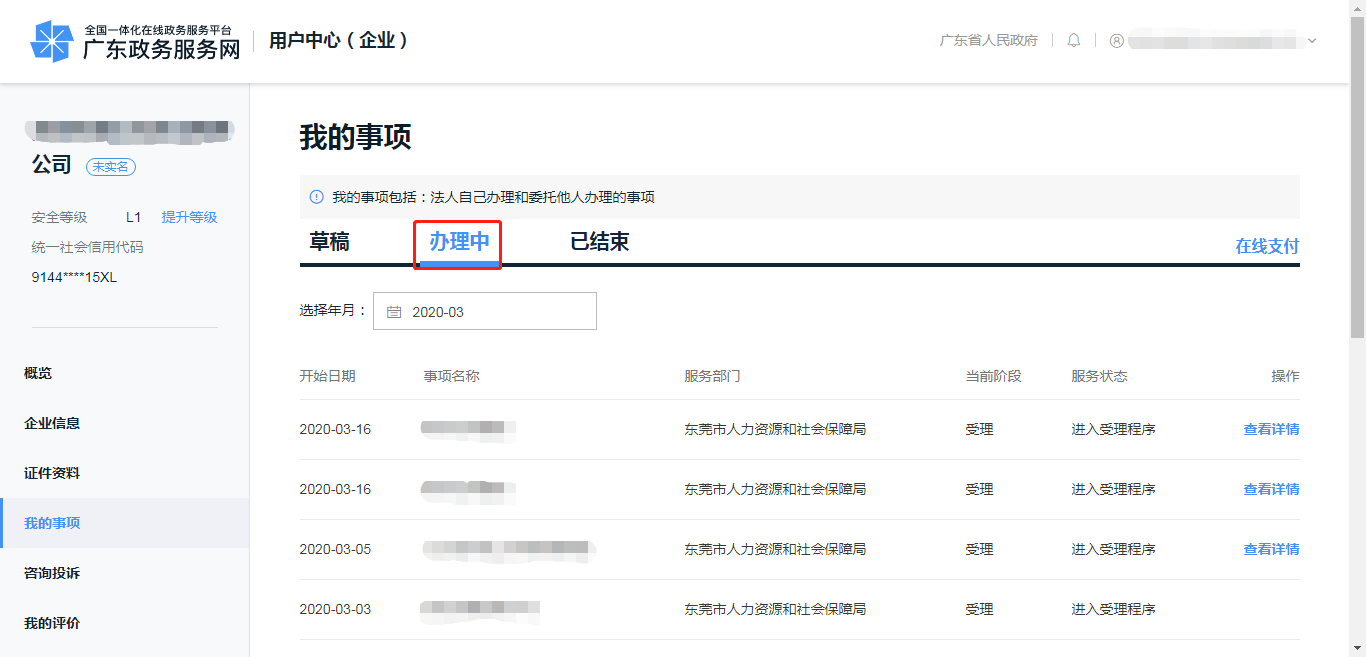 全国一体化在线政务服务平台
广东政务服务网
用户中心（企业）
广东省人民政府
公司 未实名
安全等级 L1 提升等级
统一社会信用代码
9144****15XL
概览
企业信息
证件资料
我的事项
咨询投诉
我的评价
我的事项
我的事项包括：法人自己办理和委托他人办理的事项
草稿 办理中 已结束 在线支付
选择年月： 2020-03
开始日期 事项名称 服务部门 当前阶段 服务状态 操作
2020-03-16 东莞市人力资源和社会保障局 受理 进入受理程序 查看详情
2020-03-16 东莞市人力资源和社会保障局 受理 进入受理程序 查看详情
2020-03-05 东莞市人力资源和社会保障局 受理 进入受理程序 查看详情
2020-03-03 东莞市人力资源和社会保障局 受理 进入受理程序